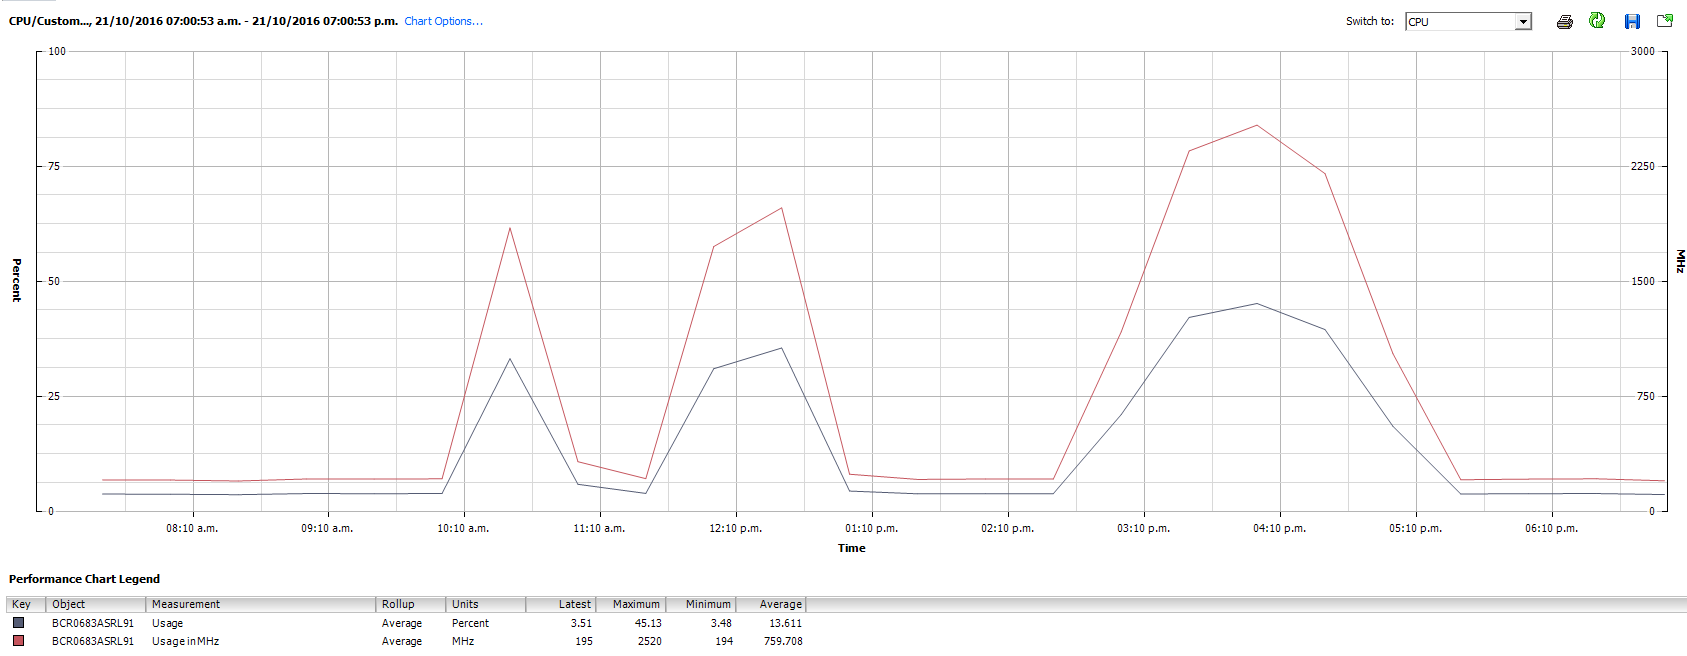 CPU/Custom..., 21/10/2016 07:00:53 a.m. - 21/10/2016 07:00:53 p.m. Chart Options... Switch to: CPU
100 3000
75 2250
Percent
50 1500
MHz
25 750
0 0
08:10 a.m. 09:10 a.m. 10:10 a.m. 11:10 a.m. 12:10 p.m. 01:10 p.m. 02:10 p.m. 03:10 p.m. 04:10 p.m. 05:10 p.m. 06:10 p.m.
Time
Performance Chart Legend
Key Object Measurement Rollup Units Latest Maximum Minimum Average
BCR0683ASRL91 Usage Average Percent 3.51 45.13 3.48 13.611
BCR0683ASRL91 Usage in MHz Average MHz 195 2520 194 759.708